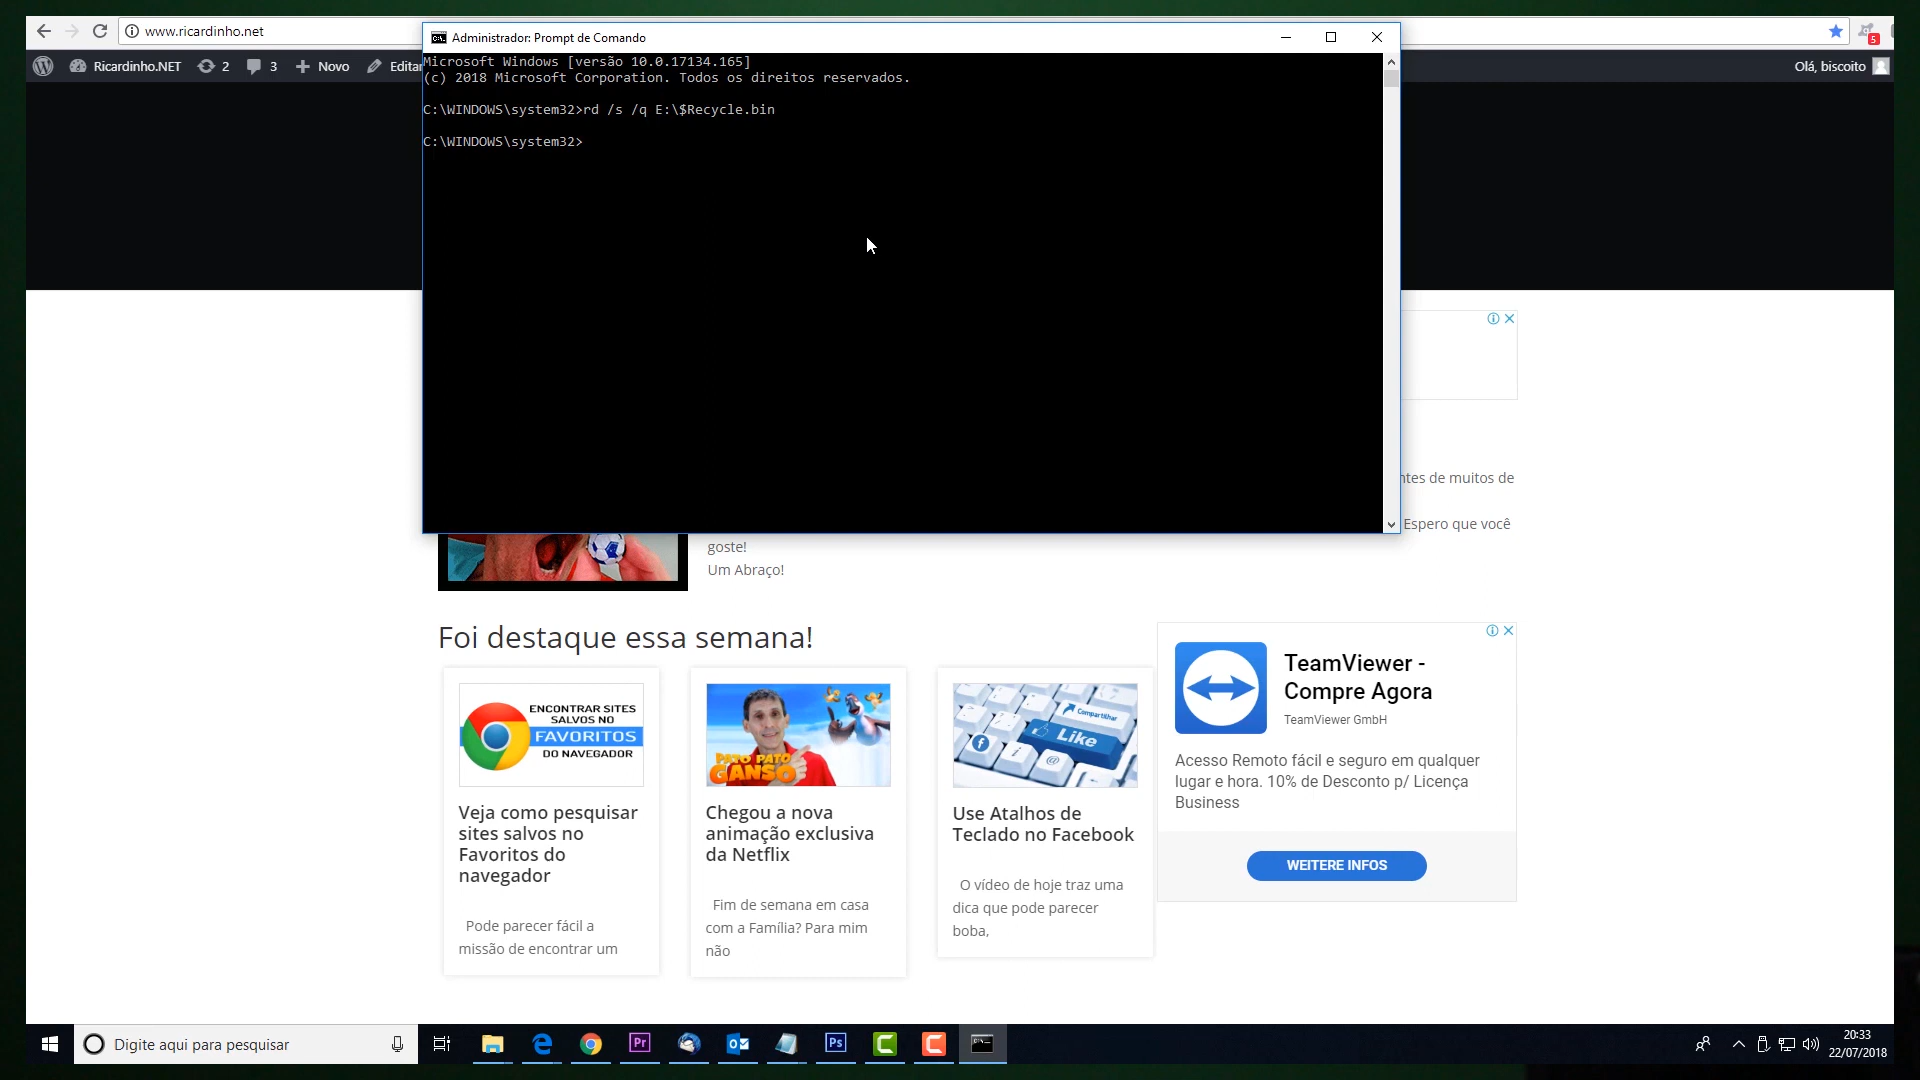 www.ricardinho.net
5
Administrador: Prompt de Comando
Ricardinho.NET
2
3
Novo
Olá, biscoito
Microsoft Windows [versão 10.0.17134.165]
(c) 2018 Microsoft Corporation. Todos os direitos reservados.
C:\WINDOWS\system32>rd /s /q E:\$Recycle.bin
C:\WINDOWS\system32>
de muitos de
Espero que você
goste!
Um Abraço!
Foi destaque essa semana!
ENCONTRAR SITES
SALVOS NO
FAVORITOS
DO NAVEGADOR
Veja como pesquisar
sites salvos no
Favoritos do
navegador
Pode parecer fácil a
missão de encontrar um
PATO PATO
GANSO
Chegou a nova
animação exclusiva
da Netflix
Fim de semana em casa
com a Família? Para mim
não
Compartilhar
Like
Use Atalhos de
Teclado no Facebook
O vídeo de hoje traz uma
dica que pode parecer
boba,
TeamViewer -
Compre Agora
TeamViewer GmbH
Acesso Remoto fácil e seguro em qualquer
lugar e hora. 10% de Desconto p/ Licença
Business
WEITERE INFOS
Digite aqui para pesquisar
Pr
Ps
20:33
22/07/2018